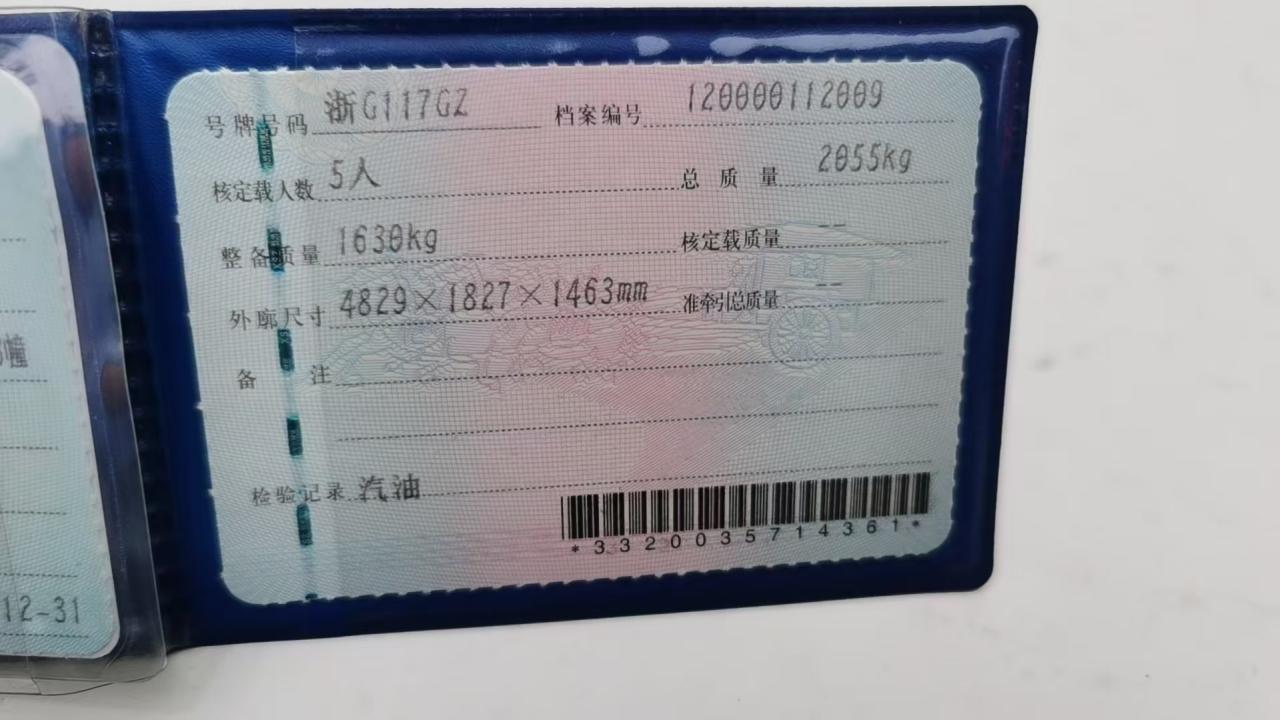 号牌号码 浙G117GZ 档案编号 120000112009
核定载人数 5人 总质量 2055kg
整备质量 1630kg 核定载质量 --
外廓尺寸 4829×1827×1463mm 准牵引总质量 --
备注
检验记录 汽油
*3320035714361*
12-31